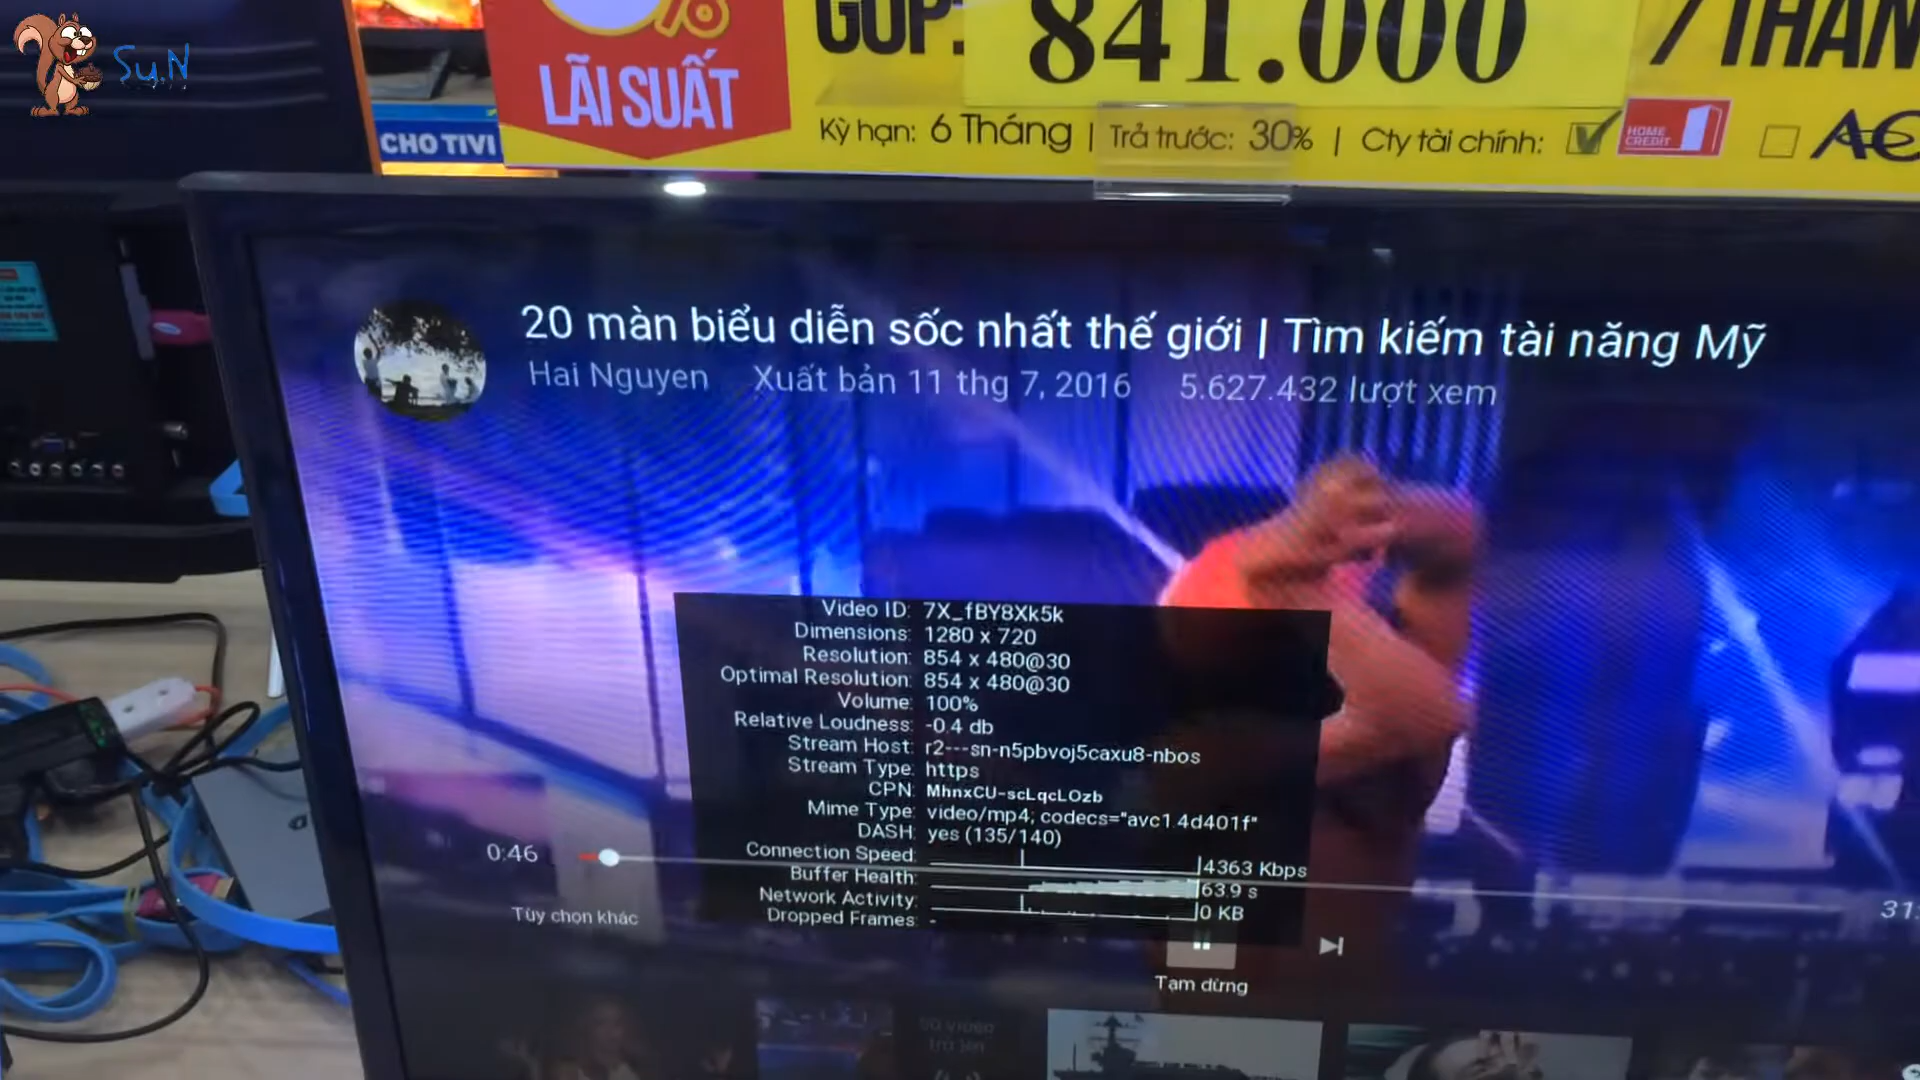 Su.N
%
LÃI SUẤT
GÓP:
841.000
CHO TIVI
Kỳ hạn: 6 Tháng | Trả trước: 30% | Cty tài chính:
HOME CREDIT
20 màn biểu diễn sốc nhất thế giới | Tìm kiếm tài năng Mỹ
Hai Nguyen Xuất bản 11 thg 7, 2016 5.627.432 lượt xem
Video ID: 7X_fBY8Xk5k
Dimensions: 1280 x 720
Resolution: 854 x 480@30
Optimal Resolution: 854 x 480@30
Volume: 100%
Relative Loudness: -0.4 db
Stream Host: r2---sn-n5pbvoj5caxu8-nbos
Stream Type: https
CPN: MhnxCU-scLqcLOzb
Mime Type: video/mp4; codecs="avc1.4d401f"
DASH: yes (135/140)
Connection Speed: 4363 Kbps
Buffer Health: 63.9 s
Network Activity: 0 KB
Dropped Frames: -
0:46
Tùy chọn khác
Tạm dừng